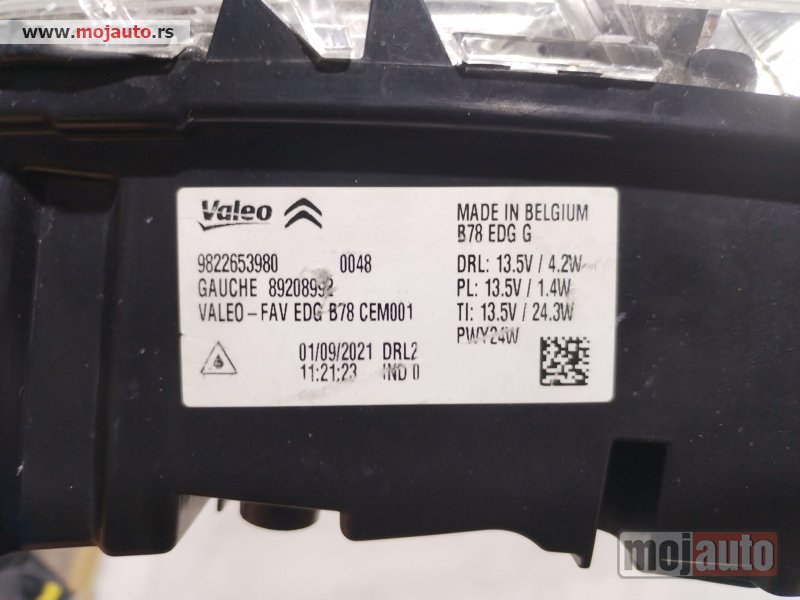 www.mojauto.rs
Valeo
9822653980 0048
GAUCHE 89208992
VALEO-FAV EDG B78 CEM001
01/09/2021 DRL2
11:21:23 IND 0
MADE IN BELGIUM
B78 EDG G
DRL: 13.5V / 4.2W
PL: 13.5V / 1.4W
TI: 13.5V / 24.3W
PWY24W
mojauto